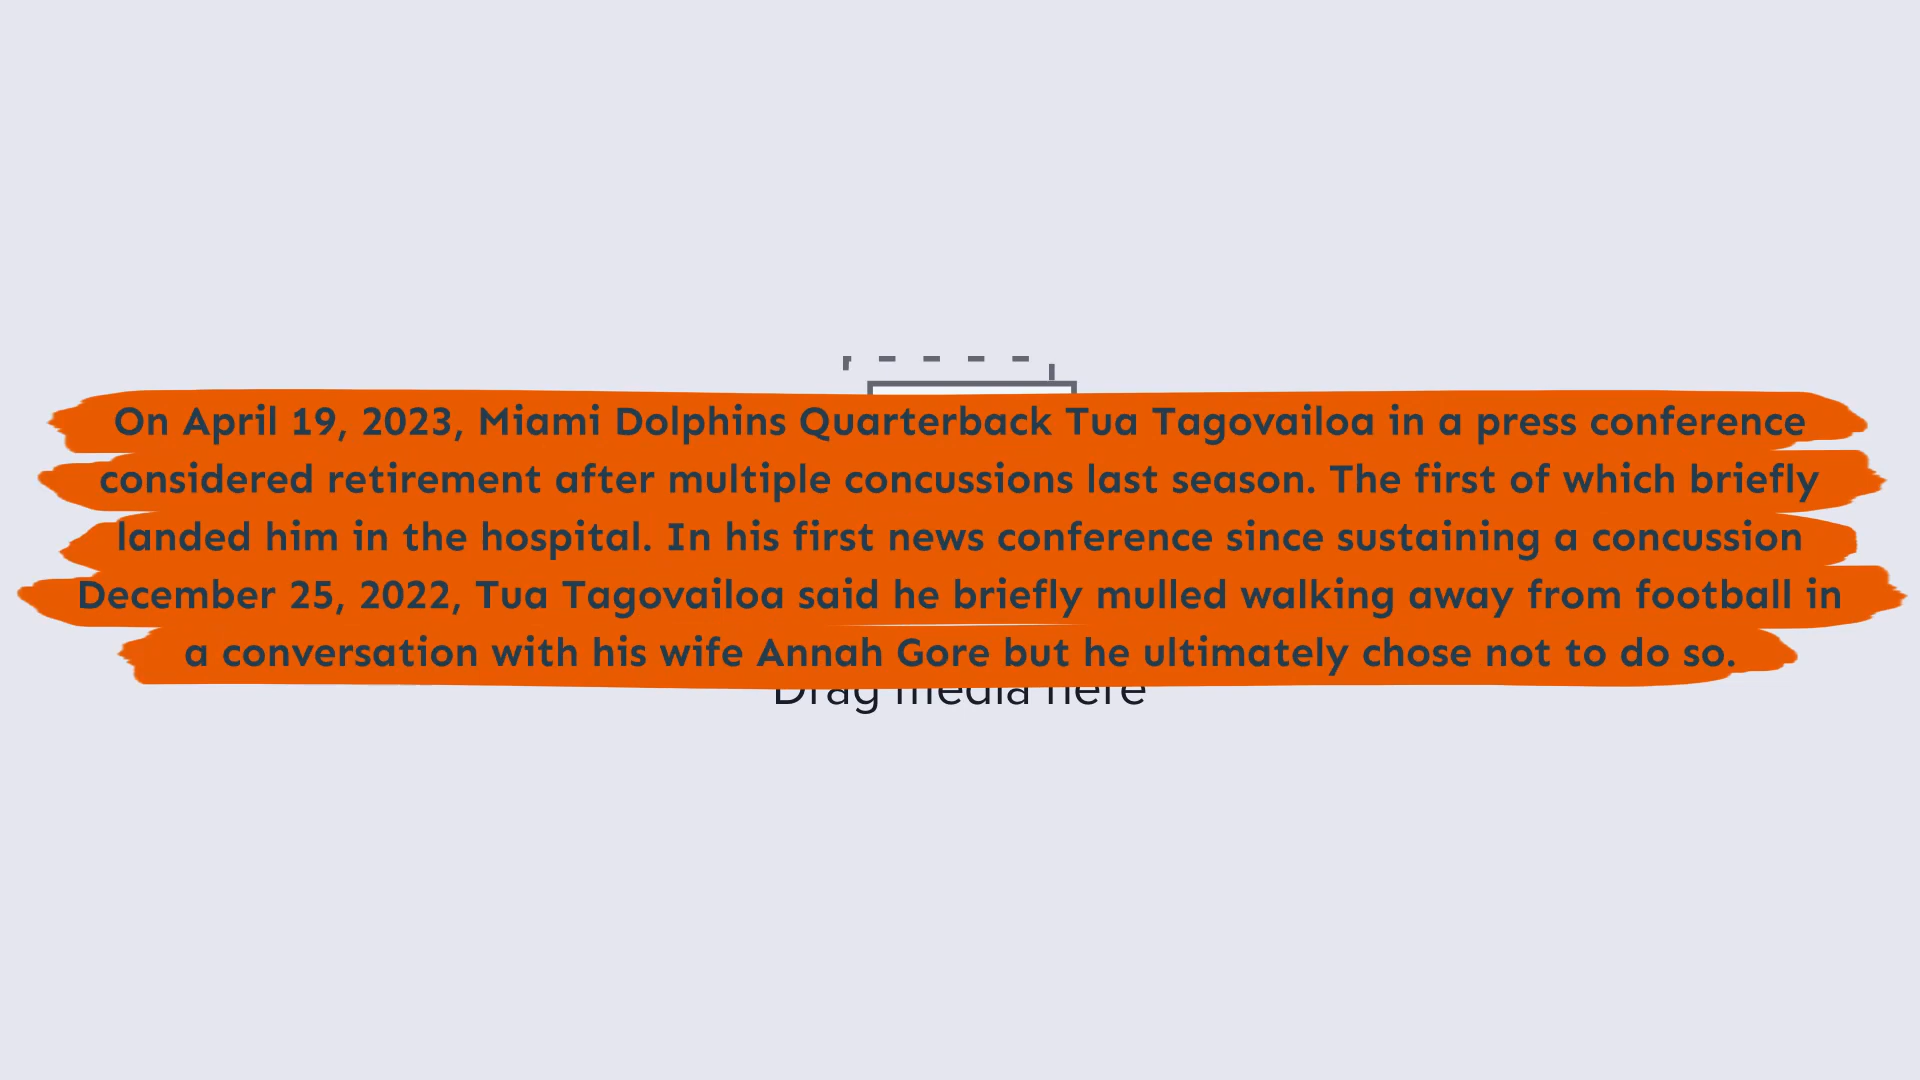 On April 19, 2023, Miami Dolphins Quarterback Tua Tagovailoa in a press conference
considered retirement after multiple concussions last season. The first of which briefly
landed him in the hospital. In his first news conference since sustaining a concussion
December 25, 2022, Tua Tagovailoa said he briefly mulled walking away from football in
a conversation with his wife Annah Gore but he ultimately chose not to do so.
Drag media here